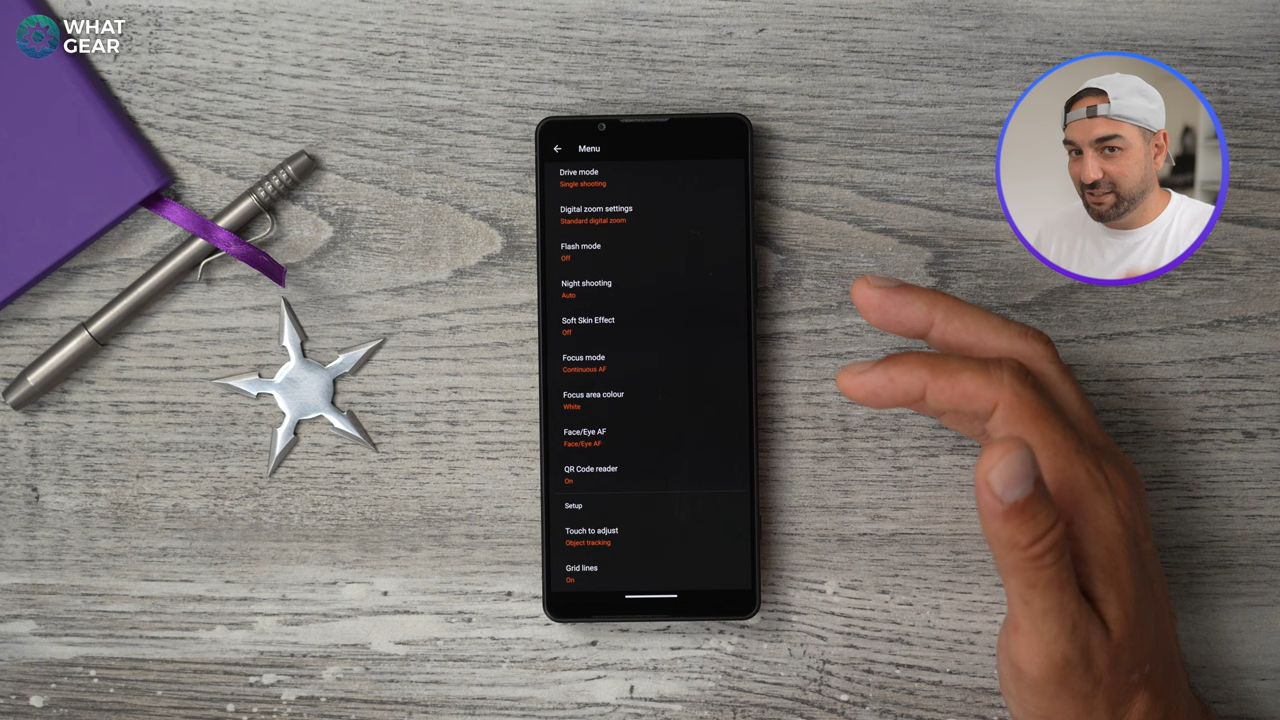 WHAT
GEAR
Menu
Drive mode
Single shooting
Digital zoom settings
Standard digital zoom
Flash mode
Off
Night shooting
Auto
Soft Skin Effect
Off
Focus mode
Continuous AF
Focus area colour
White
Face/Eye AF
Face/Eye AF
QR Code reader
On
Setup
Touch to adjust
Object tracking
Grid lines
On